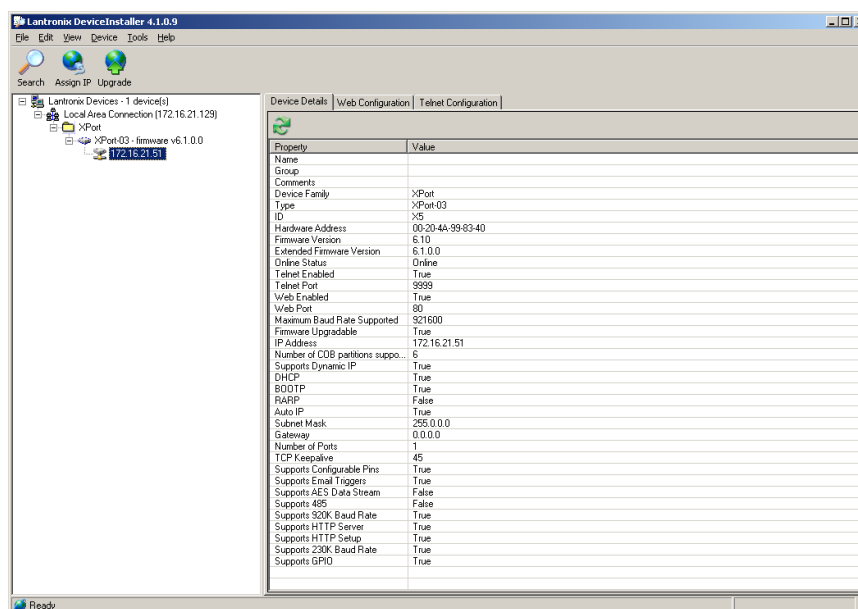 Lantronix DeviceInstaller 4.1.0.9
File Edit View Device Tools Help
Search Assign IP Upgrade
Lantronix Devices - 1 device(s)
Local Area Connection (172.16.21.129)
XPort
XPort-03 - firmware v6.1.0.0
172.16.21.51
Device Details Web Configuration Telnet Configuration
Property Value
Name
Group
Comments
Device Family XPort
Type XPort-03
ID X5
Hardware Address 00-20-4A-99-83-40
Firmware Version 6.10
Extended Firmware Version 6.1.0.0
Online Status Online
Telnet Enabled True
Telnet Port 9999
Web Enabled True
Web Port 80
Maximum Baud Rate Supported 921600
Firmware Upgradable True
IP Address 172.16.21.51
Number of COB partitions suppo... 6
Supports Dynamic IP True
DHCP True
BOOTP True
RARP False
Auto IP True
Subnet Mask 255.0.0.0
Gateway 0.0.0.0
Number of Ports 1
TCP Keepalive 45
Supports Configurable Pins True
Supports Email Triggers True
Supports AES Data Stream False
Supports 485 False
Supports 920K Baud Rate True
Supports HTTP Server True
Supports HTTP Setup True
Supports 230K Baud Rate True
Supports GPIO True
Ready